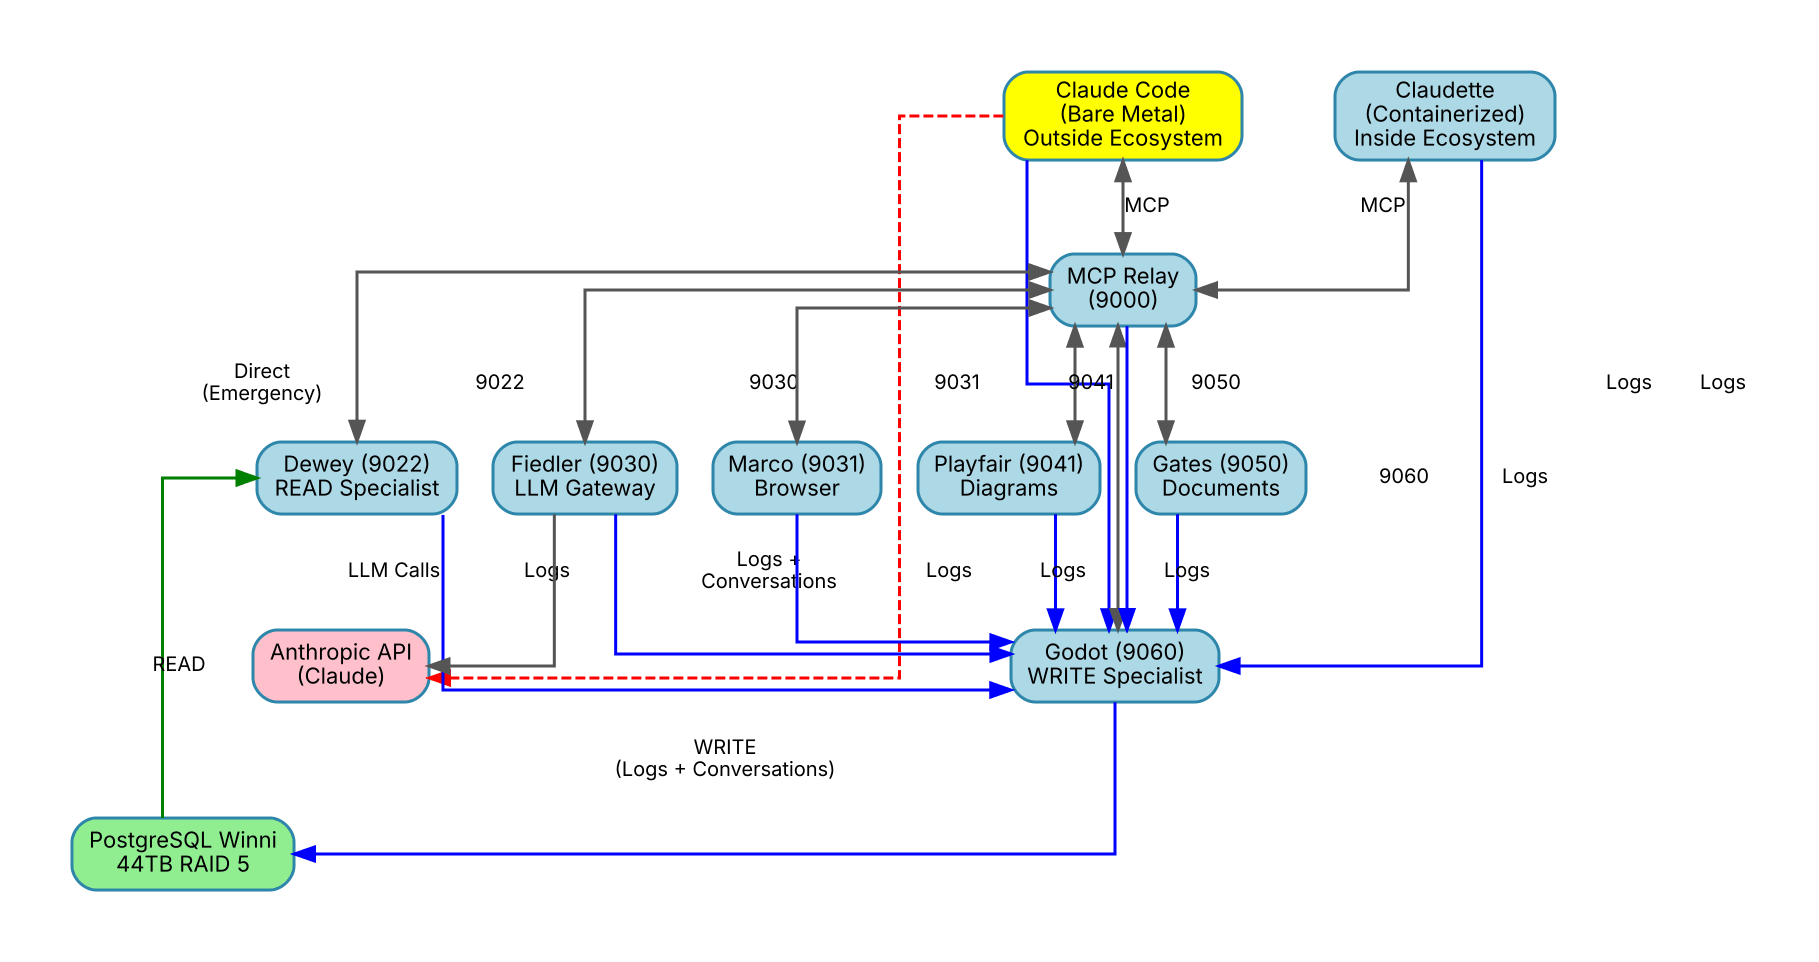 Claude Code
(Bare Metal)
Outside Ecosystem
Claudette
(Containerized)
Inside Ecosystem
MCP
MCP
MCP Relay
(9000)
Direct
(Emergency)
9022
9030
9031
9041
9050
Logs
Logs
Dewey (9022)
READ Specialist
Fiedler (9030)
LLM Gateway
Marco (9031)
Browser
Playfair (9041)
Diagrams
Gates (9050)
Documents
9060
Logs
LLM Calls
Logs
Logs +
Conversations
Logs
Logs
Logs
Anthropic API
(Claude)
READ
Godot (9060)
WRITE Specialist
WRITE
(Logs + Conversations)
PostgreSQL Winni
44TB RAID 5